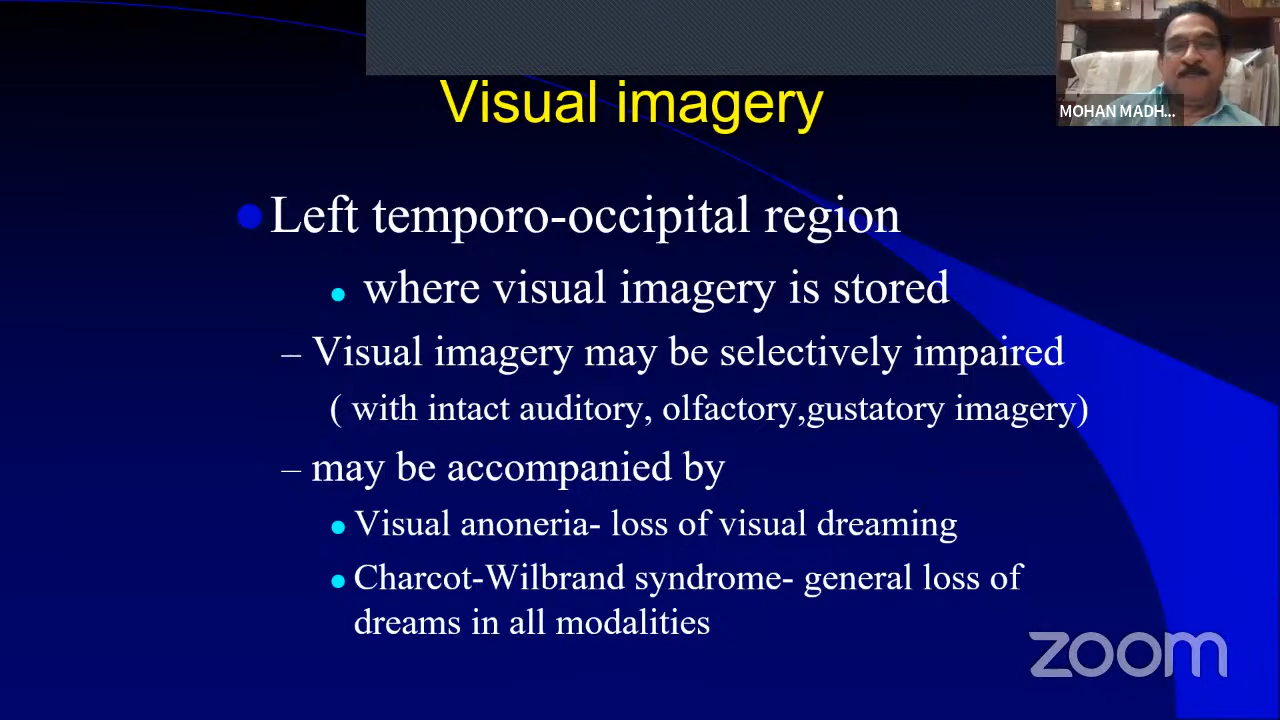 MOHAN MADH...
Visual imagery
Left temporo-occipital region
where visual imagery is stored
– Visual imagery may be selectively impaired
( with intact auditory, olfactory,gustatory imagery)
– may be accompanied by
Visual anoneria- loss of visual dreaming
Charcot-Wilbrand syndrome- general loss of
dreams in all modalities
zoom